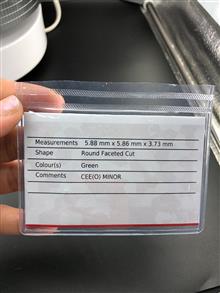 Measurements 5.88 mm x 5.86 mm x 3.73 mm
Shape Round Faceted Cut
Colour(s) Green
Comments CEE(O) MINOR